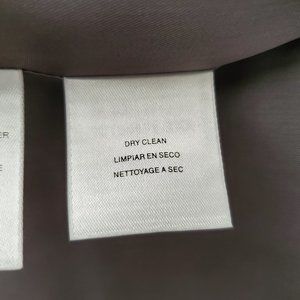 DRY CLEAN
LIMPIAR EN SECO
NETTOYAGE A SEC